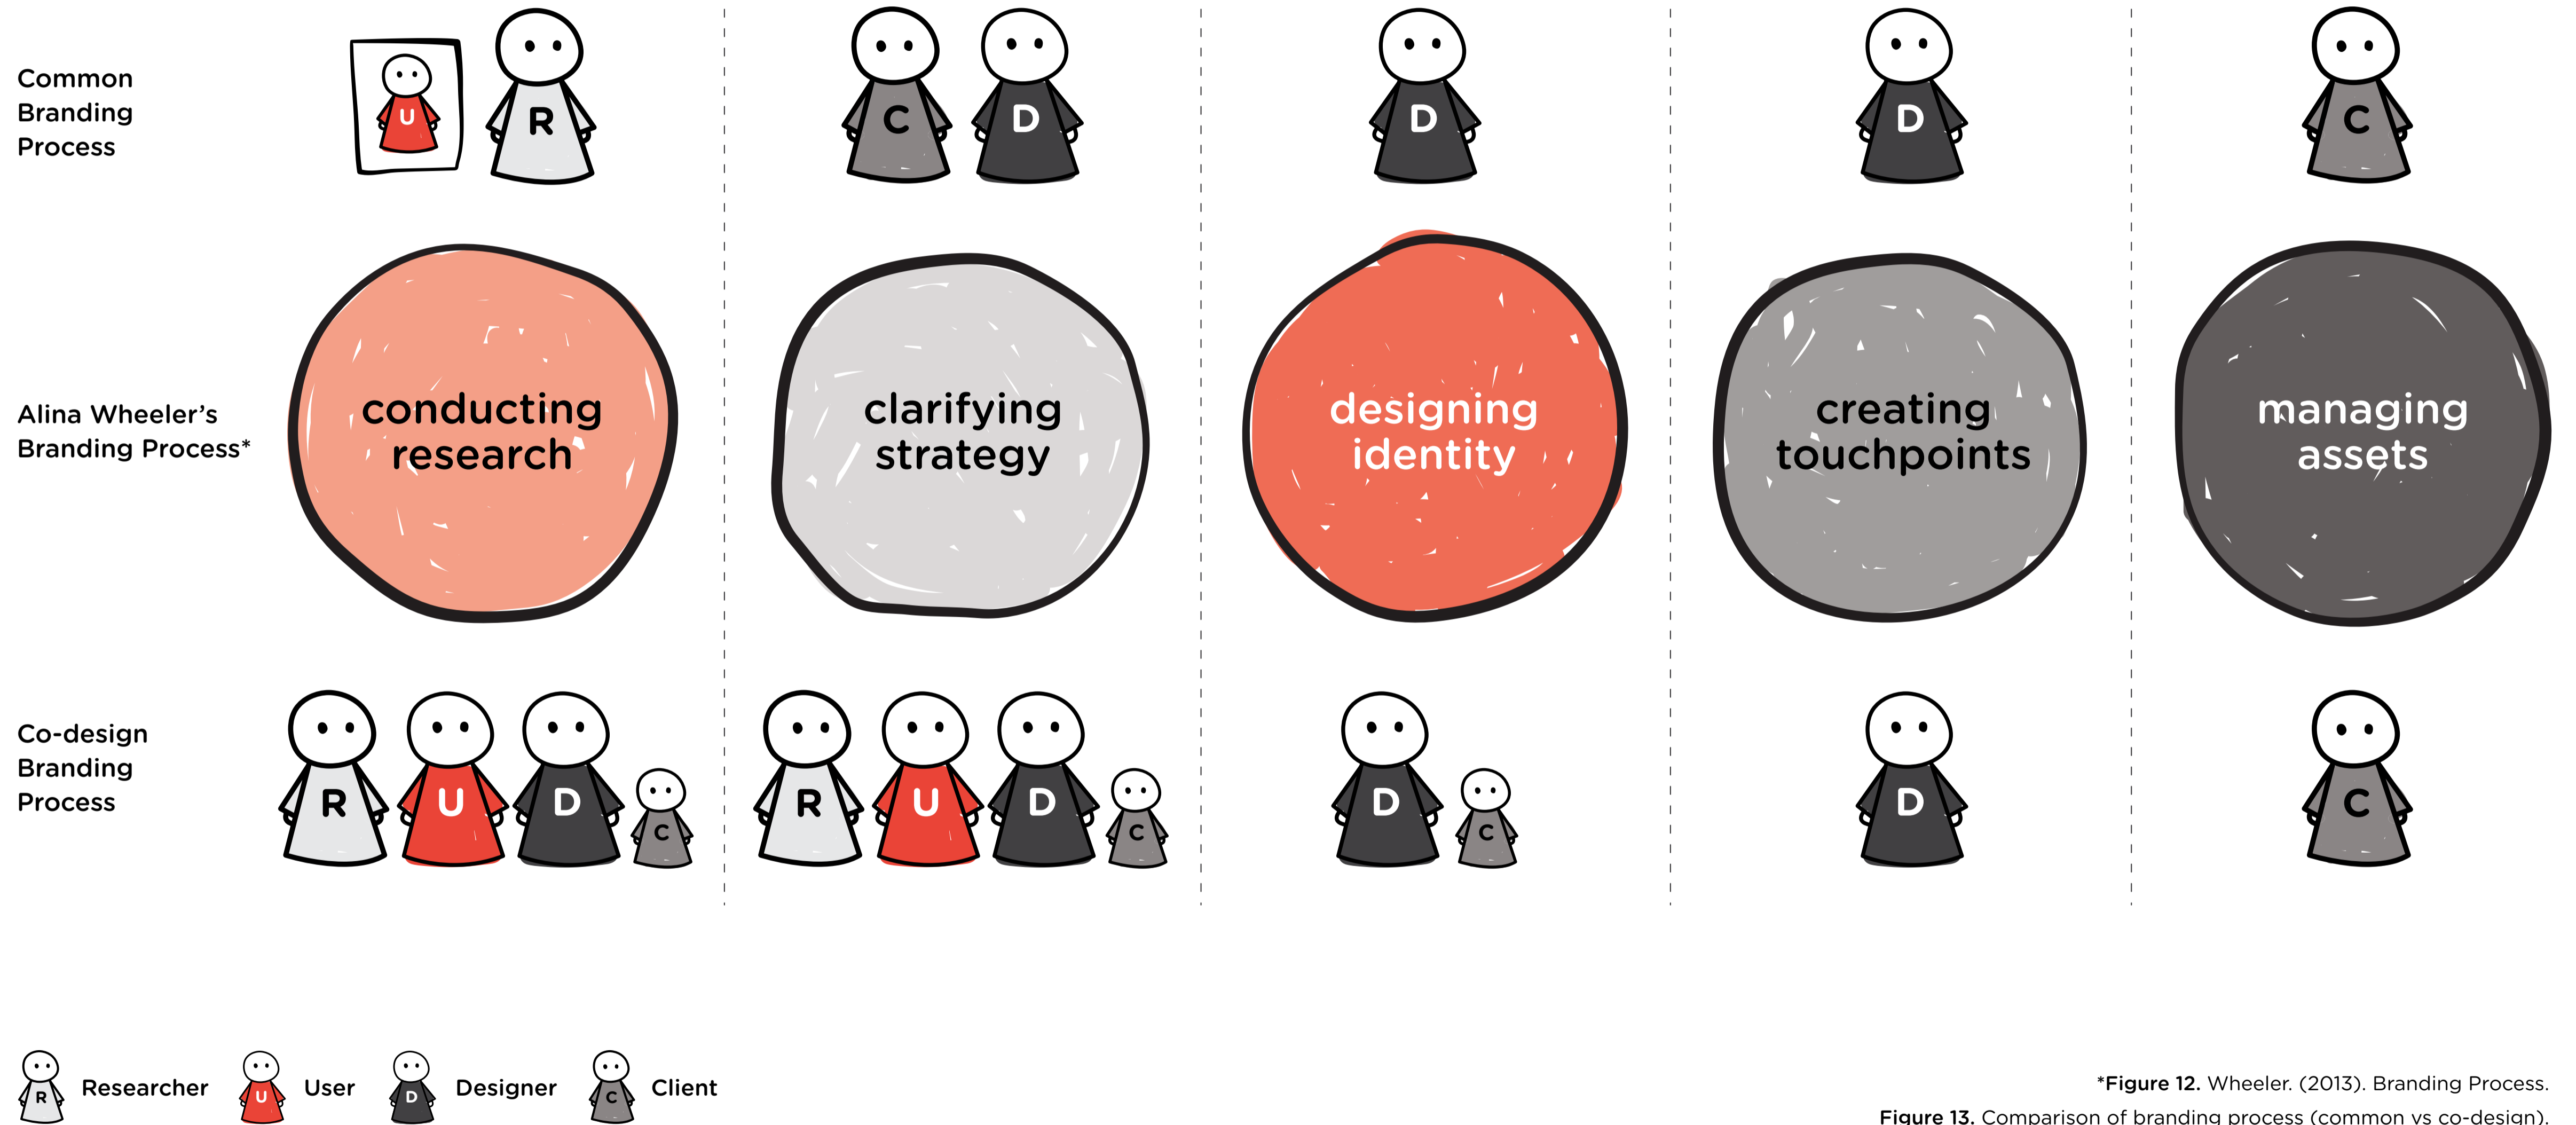 Common
Branding
Process
U
R
C
D
D
D
C
Alina Wheeler's
Branding Process*
conducting
research
clarifying
strategy
designing
identity
creating
touchpoints
managing
assets
Co-design
Branding
Process
R
U
D
C
R
U
D
C
D
C
D
C
R
Researcher
U
User
D
Designer
C
Client
*Figure 12. Wheeler. (2013). Branding Process.
Figure 13. Comparison of branding process (common vs co-design).